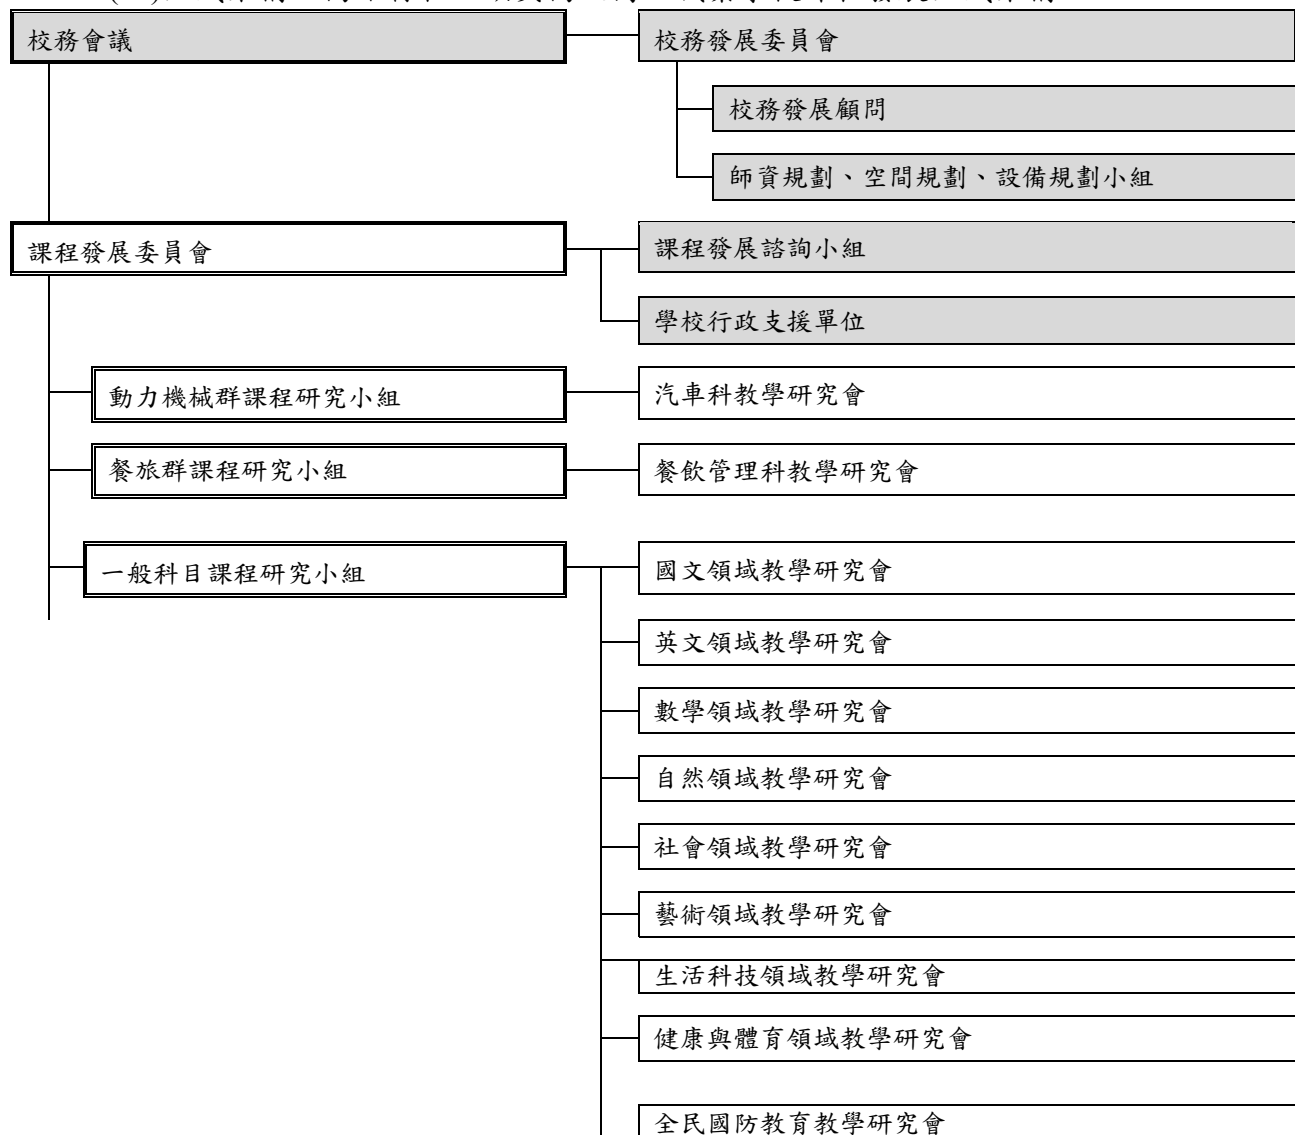 校務會議
校務發展委員會
校務發展顧問
師資規劃、空間規劃、設備規劃小組
課程發展委員會
課程發展諮詢小組
學校行政支援單位
動力機械群課程研究小組
汽車科教學研究會
餐旅群課程研究小組
餐飲管理科教學研究會
一般科目課程研究小組
國文領域教學研究會
英文領域教學研究會
數學領域教學研究會
自然領域教學研究會
社會領域教學研究會
藝術領域教學研究會
生活科技領域教學研究會
健康與體育領域教學研究會
全民國防教育教學研究會